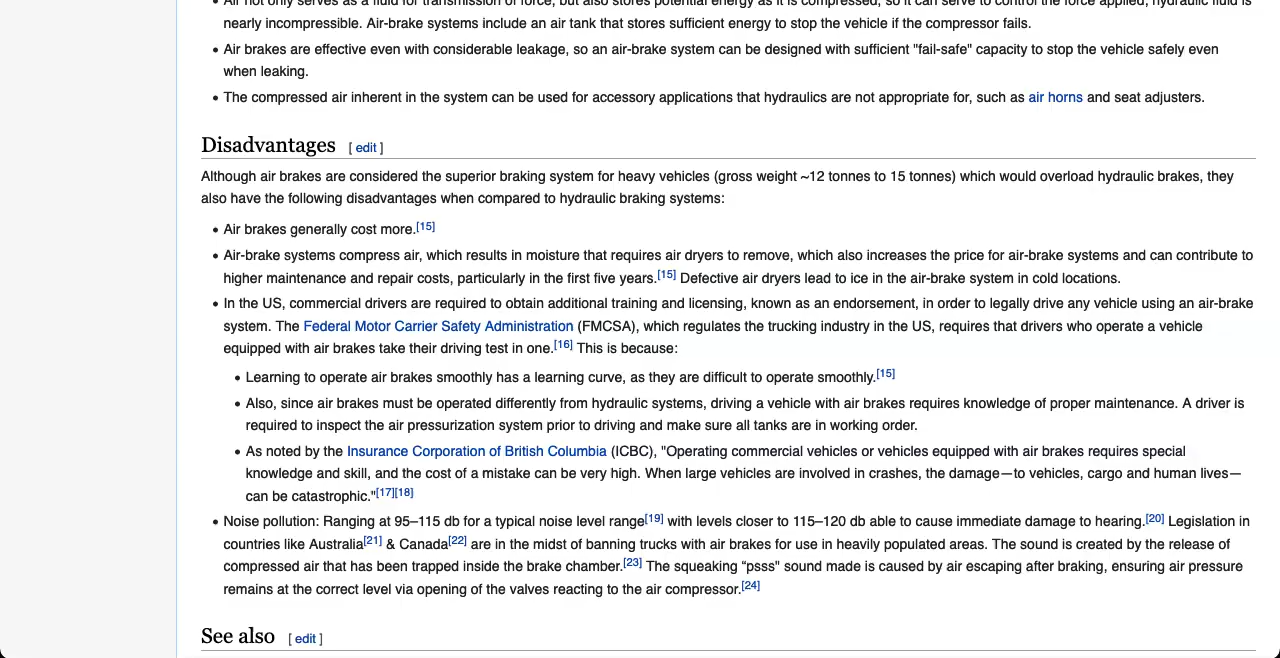 • Air not only serves as a fluid for transmission of force, but also stores potential energy as it is compressed, so it can serve to control the force applied; hydraulic fluid is
nearly incompressible. Air-brake systems include an air tank that stores sufficient energy to stop the vehicle if the compressor fails.
• Air brakes are effective even with considerable leakage, so an air-brake system can be designed with sufficient "fail-safe" capacity to stop the vehicle safely even
when leaking.
• The compressed air inherent in the system can be used for accessory applications that hydraulics are not appropriate for, such as air horns and seat adjusters.
Disadvantages [ edit ]
Although air brakes are considered the superior braking system for heavy vehicles (gross weight ~12 tonnes to 15 tonnes) which would overload hydraulic brakes, they
also have the following disadvantages when compared to hydraulic braking systems:
• Air brakes generally cost more.[15]
• Air-brake systems compress air, which results in moisture that requires air dryers to remove, which also increases the price for air-brake systems and can contribute to
higher maintenance and repair costs, particularly in the first five years.[15] Defective air dryers lead to ice in the air-brake system in cold locations.
• In the US, commercial drivers are required to obtain additional training and licensing, known as an endorsement, in order to legally drive any vehicle using an air-brake
system. The Federal Motor Carrier Safety Administration (FMCSA), which regulates the trucking industry in the US, requires that drivers who operate a vehicle
equipped with air brakes take their driving test in one.[16] This is because:
• Learning to operate air brakes smoothly has a learning curve, as they are difficult to operate smoothly.[15]
• Also, since air brakes must be operated differently from hydraulic systems, driving a vehicle with air brakes requires knowledge of proper maintenance. A driver is
required to inspect the air pressurization system prior to driving and make sure all tanks are in working order.
• As noted by the Insurance Corporation of British Columbia (ICBC), "Operating commercial vehicles or vehicles equipped with air brakes requires special
knowledge and skill, and the cost of a mistake can be very high. When large vehicles are involved in crashes, the damage—to vehicles, cargo and human lives—
can be catastrophic."[17][18]
• Noise pollution: Ranging at 95–115 db for a typical noise level range[19] with levels closer to 115–120 db able to cause immediate damage to hearing.[20] Legislation in
countries like Australia[21] & Canada[22] are in the midst of banning trucks with air brakes for use in heavily populated areas. The sound is created by the release of
compressed air that has been trapped inside the brake chamber.[23] The squeaking “psss" sound made is caused by air escaping after braking, ensuring air pressure
remains at the correct level via opening of the valves reacting to the air compressor.[24]
See also [ edit ]